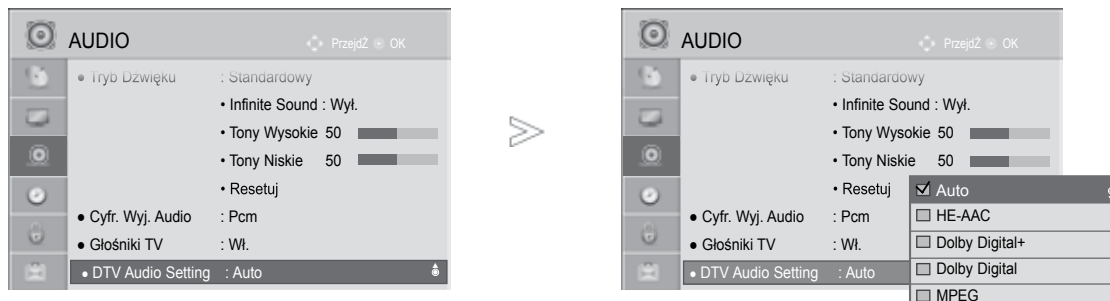 AUDIO
Przejdź OK
• Tryb Dźwięku : Standardowy
• Infinite Sound : Wył.
• Tony Wysokie 50
• Tony Niskie 50
• Resetuj
● Cyfr. Wyj. Audio : Pcm
● Głośniki TV : Wł.
● DTV Audio Setting : Auto
AUDIO
Przejdź OK
• Tryb Dźwięku : Standardowy
• Infinite Sound : Wył.
• Tony Wysokie 50
• Tony Niskie 50
• Resetuj
● Cyfr. Wyj. Audio : Pcm
● Głośniki TV : Wł.
● DTV Audio Setting : Auto
Auto
HE-AAC
Dolby Digital+
Dolby Digital
MPEG